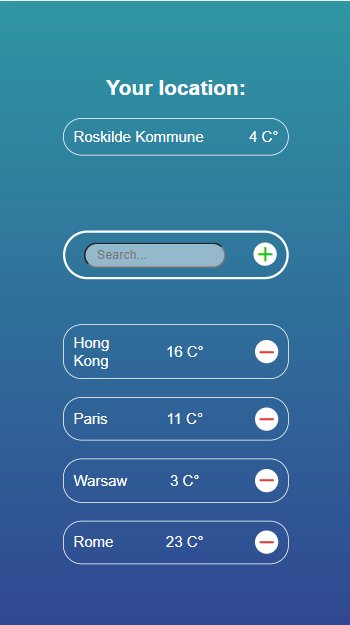 Your location:
Roskilde Kommune 4 C°
Search...
Hong
Kong
16 C°
Paris 11 C°
Warsaw 3 C°
Rome 23 C°